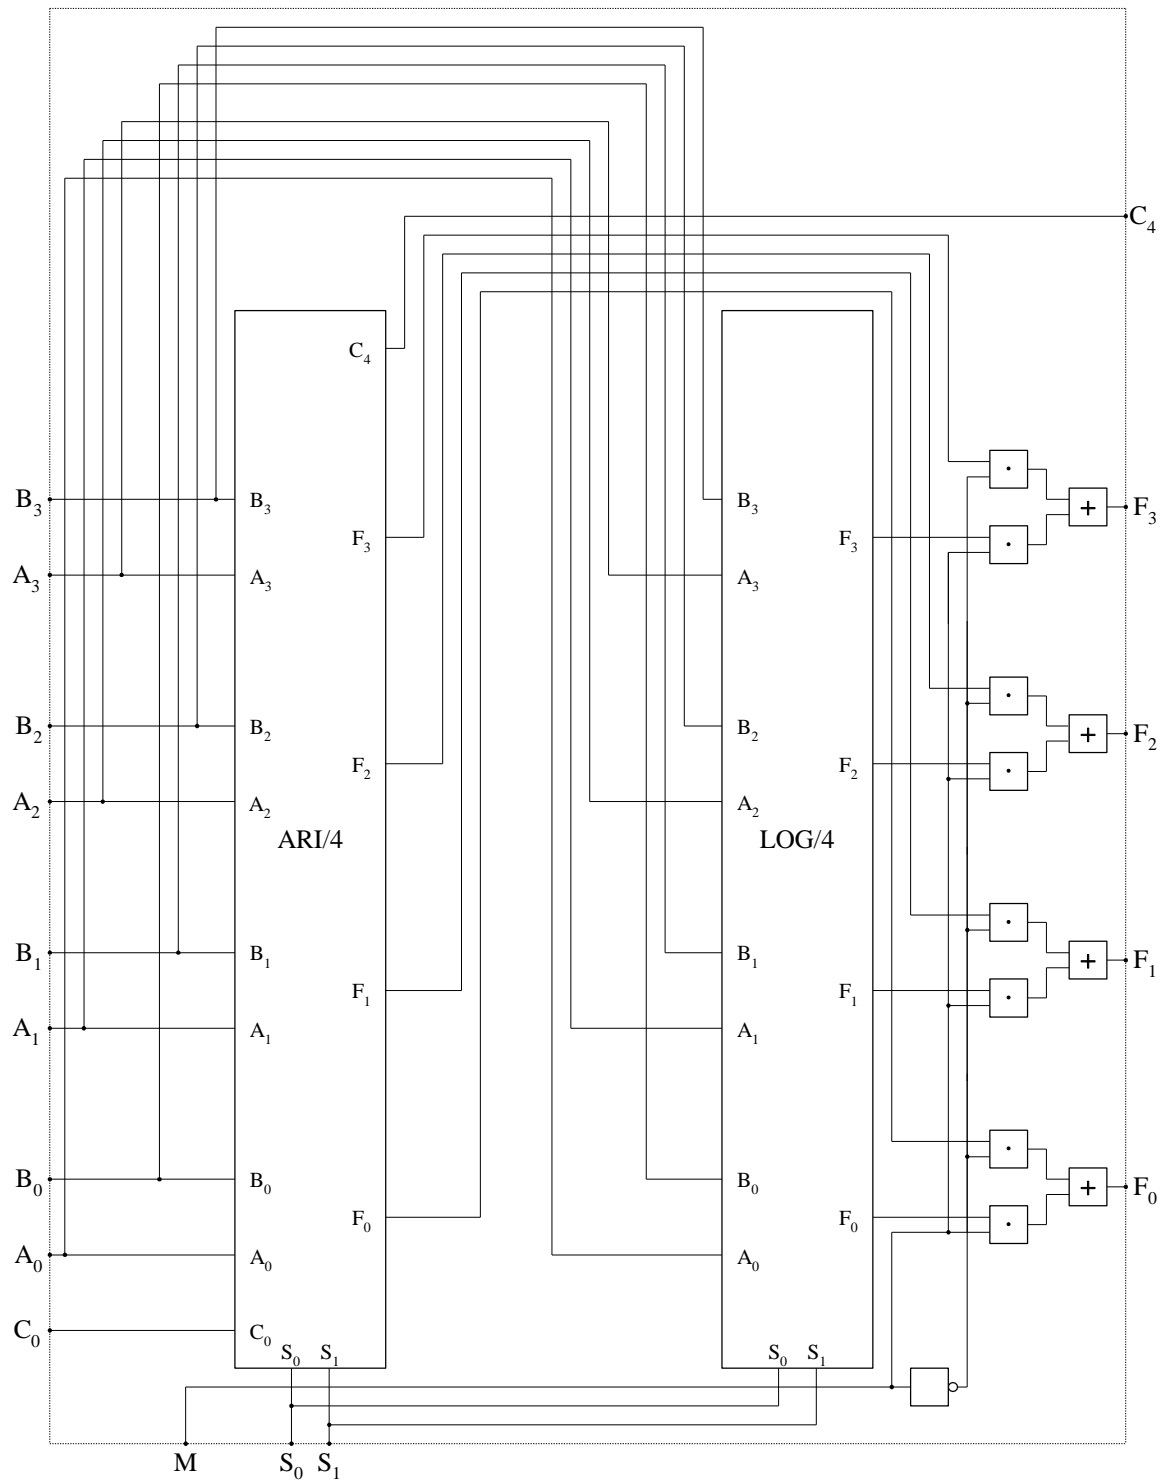 C₄
C₄
B₃ B₃ B₃
F₃ F₃ + F₃
A₃ A₃ A₃
B₂ B₂ B₂
F₂ F₂ + F₂
A₂ A₂ A₂
ARI/4 LOG/4
B₁ B₁ B₁
F₁ F₁ + F₁
A₁ A₁ A₁
B₀ B₀ B₀
F₀ F₀ + F₀
A₀ A₀ A₀
C₀ C₀
S₀ S₁ S₀ S₁
M S₀ S₁